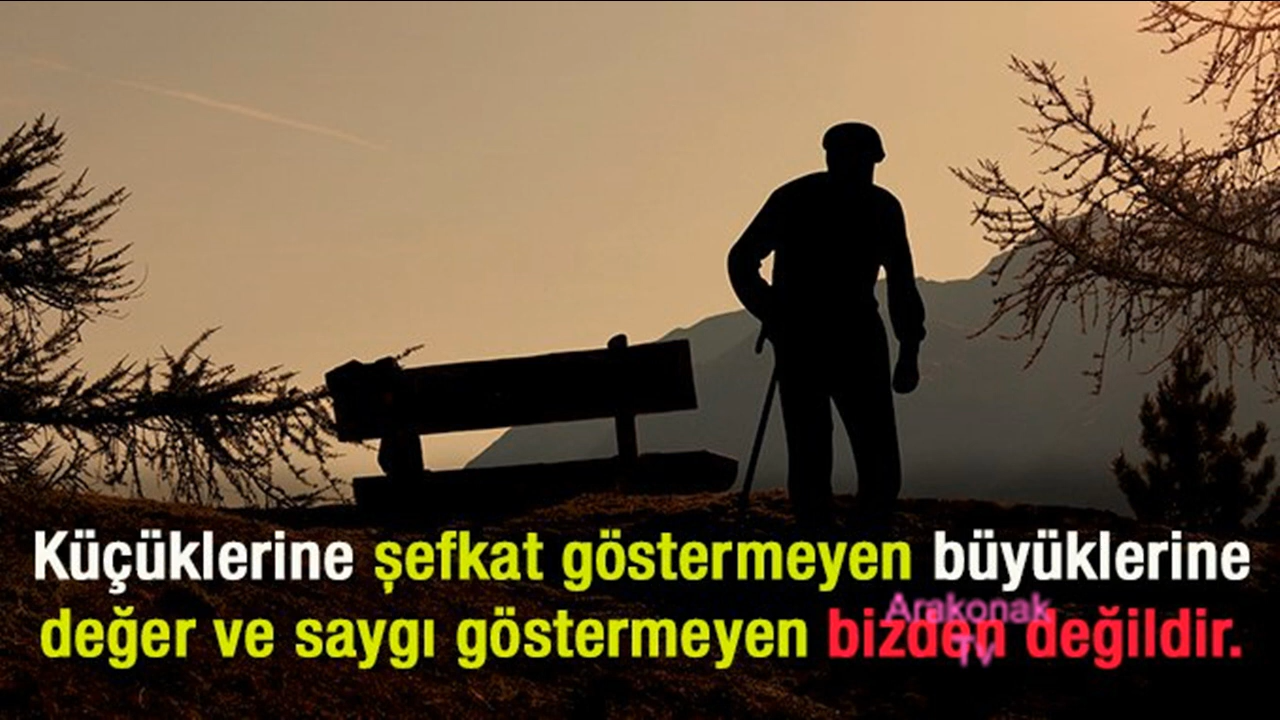 Küçüklerine şefkat göstermeyen büyüklerine
değer ve saygı göstermeyen bizden değildir.
Arakonak
Tv